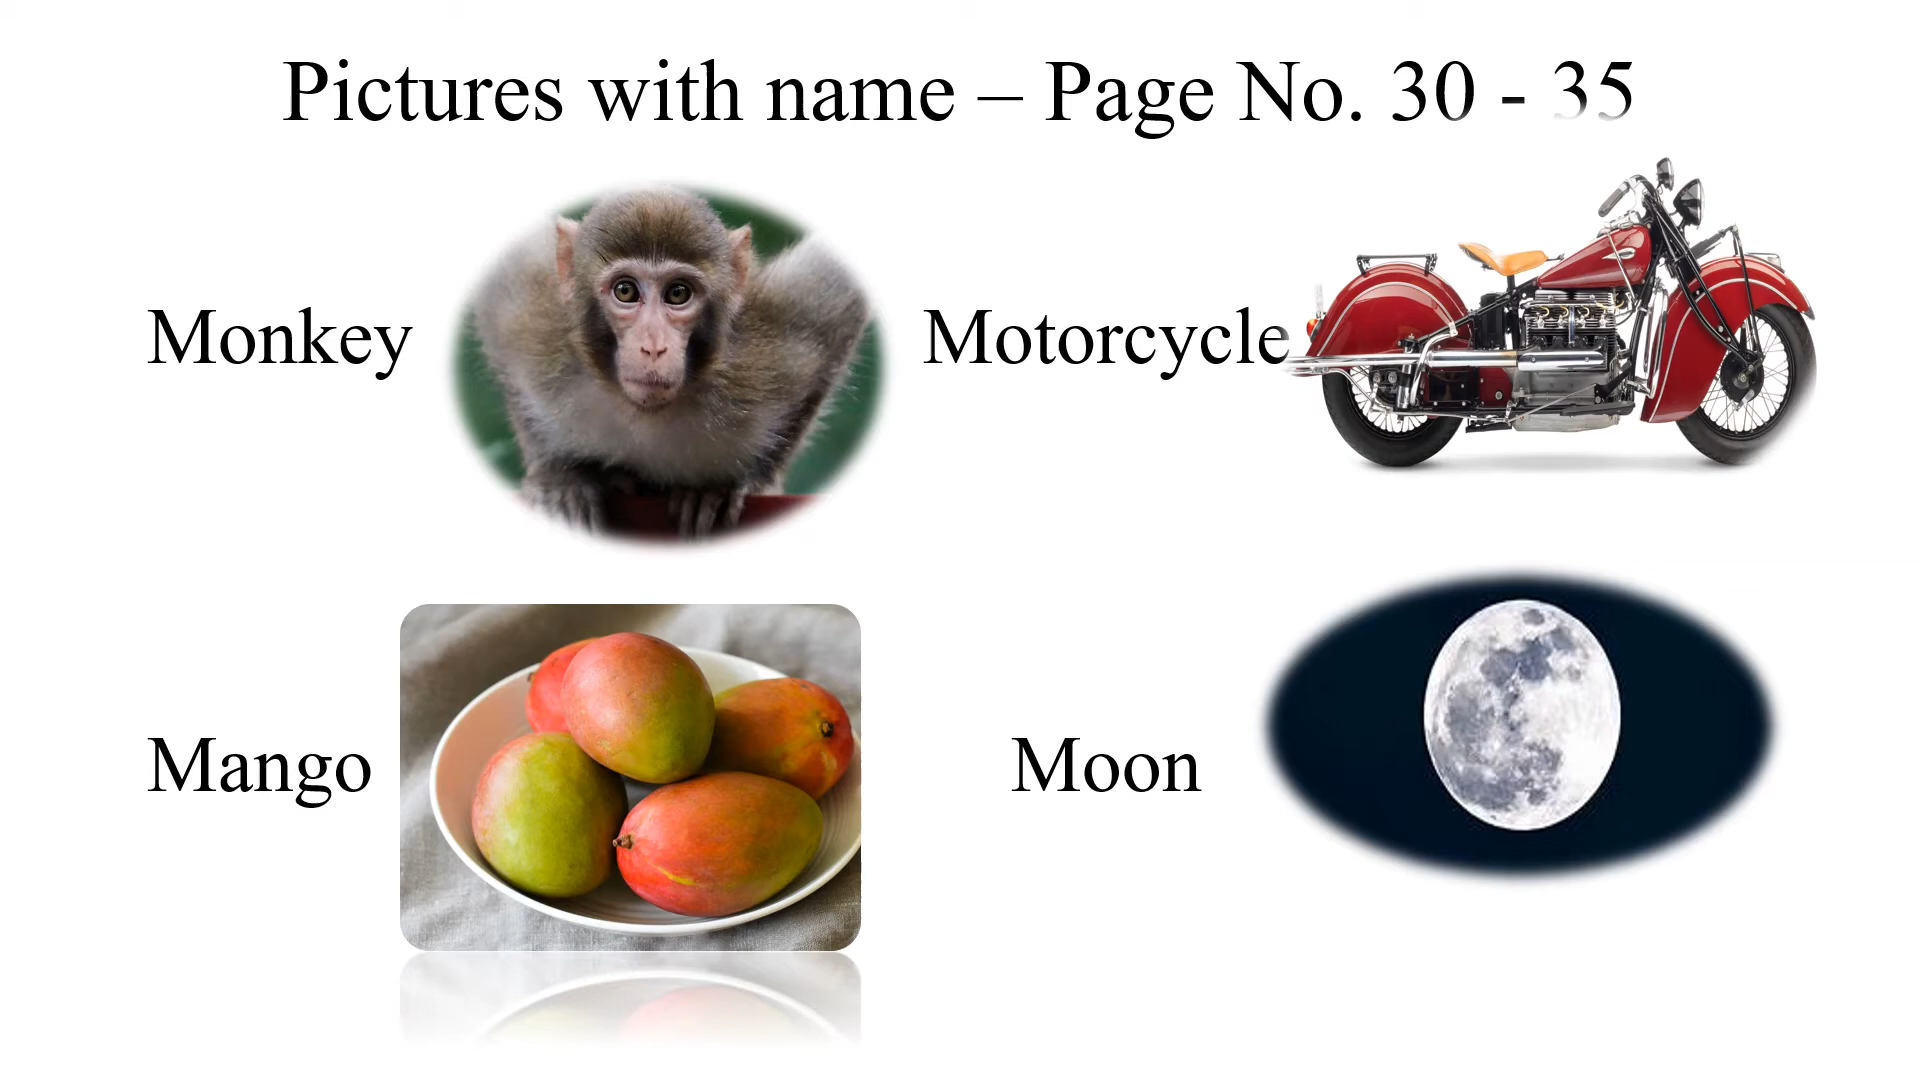 Pictures with name – Page No. 30 - 35
Monkey
Motorcycle
Mango
Moon